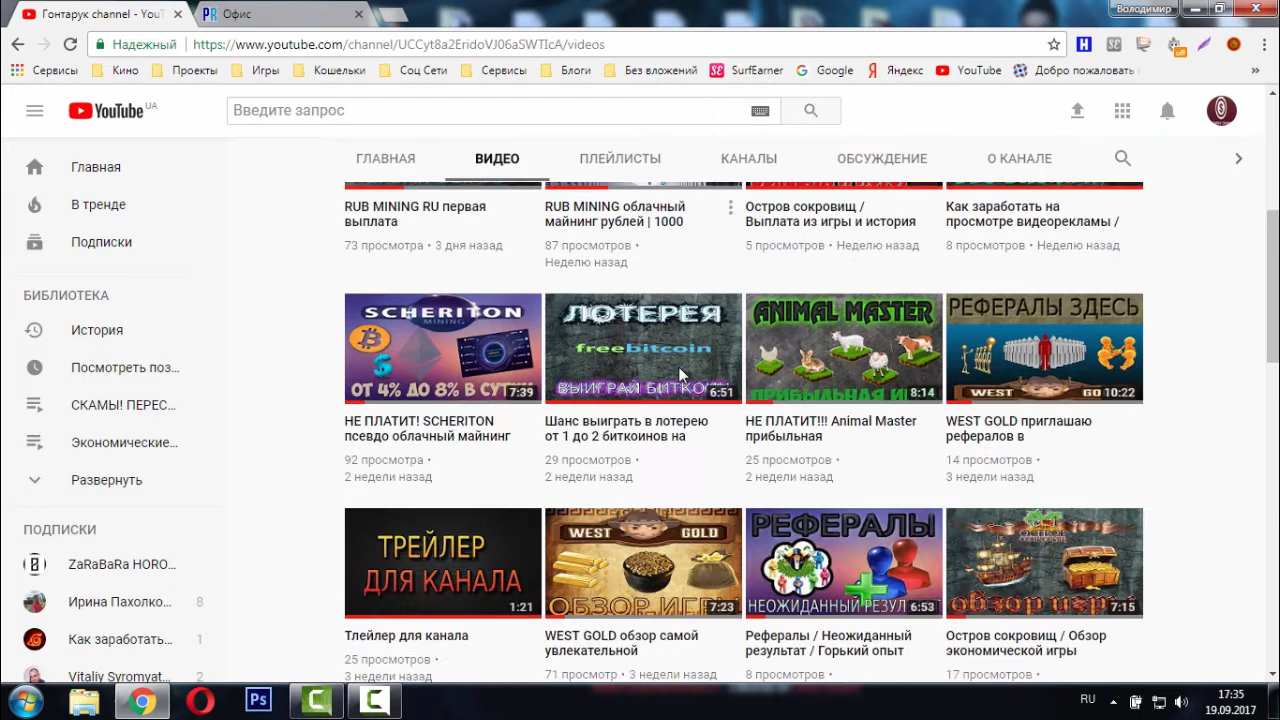 Гонтарук channel - YouT
PR Офис
Володимир
Надежный
https://www.youtube.com/channel/UCCyt8a2EridoVJ06aSWTIcA/videos
Сервисы Кино Проекты Игры Кошельки Соц Сети Сервисы Блоги Без вложений SurfEarner Google Яндекс YouTube Добро пожаловать
YouTube UA
Введите запрос
ГЛАВНАЯ ВИДЕО ПЛЕЙЛИСТЫ КАНАЛЫ ОБСУЖДЕНИЕ О КАНАЛЕ
Главная
В тренде
Подписки
БИБЛИОТЕКА
История
Посмотреть поз...
СКАМЫ! ПЕРЕС...
Экономические...
Развернуть
ПОДПИСКИ
ZaRaBaRa HORO...
Ирина Пахолко... 8
Как заработать... 1
Vitaliy Syromyat... 2
RUB MINING RU первая
выплата
73 просмотра • 3 дня назад
RUB MINING облачный
майнинг рублей | 1000
87 просмотров •
Неделю назад
Остров сокровищ /
Выплата из игры и история
5 просмотров • Неделю назад
Как заработать на
просмотре видеорекламы /
8 просмотров • Неделю назад
SCHERITON
MINING
ОТ 4% ДО 8% В СУТКИ
7:39
НЕ ПЛАТИТ! SCHERITON
псевдо облачный майнинг
92 просмотра •
2 недели назад
ЛОТЕРЕЯ
freebitcoin
ВЫИГРАЙ БИТКОИН
6:51
Шанс выиграть в лотерею
от 1 до 2 биткоинов на
29 просмотров •
2 недели назад
ANIMAL MASTER
ПРИБЫЛЬНАЯ И
8:14
НЕ ПЛАТИТ!!! Animal Master
прибыльная
25 просмотров •
2 недели назад
РЕФЕРАЛЫ ЗДЕСЬ
WEST GO
10:22
WEST GOLD приглашаю
рефералов в
14 просмотров •
3 недели назад
ТРЕЙЛЕР
ДЛЯ КАНАЛА
1:21
Тлейлер для канала
25 просмотров •
3 недели назад
WEST GOLD
ОБЗОР ИГРЫ
7:23
WEST GOLD обзор самой
увлекательной
71 просмотр •
РЕФЕРАЛЫ
НЕОЖИДАННЫЙ РЕЗУЛ
6:53
Рефералы / Неожиданный
результат / Горький опыт
8 просмотров •
ОСТРОВ
обзор игры
7:15
Остров сокровищ / Обзор
экономической игры
17 просмотров •
Ps
RU
17:35
19.09.2017